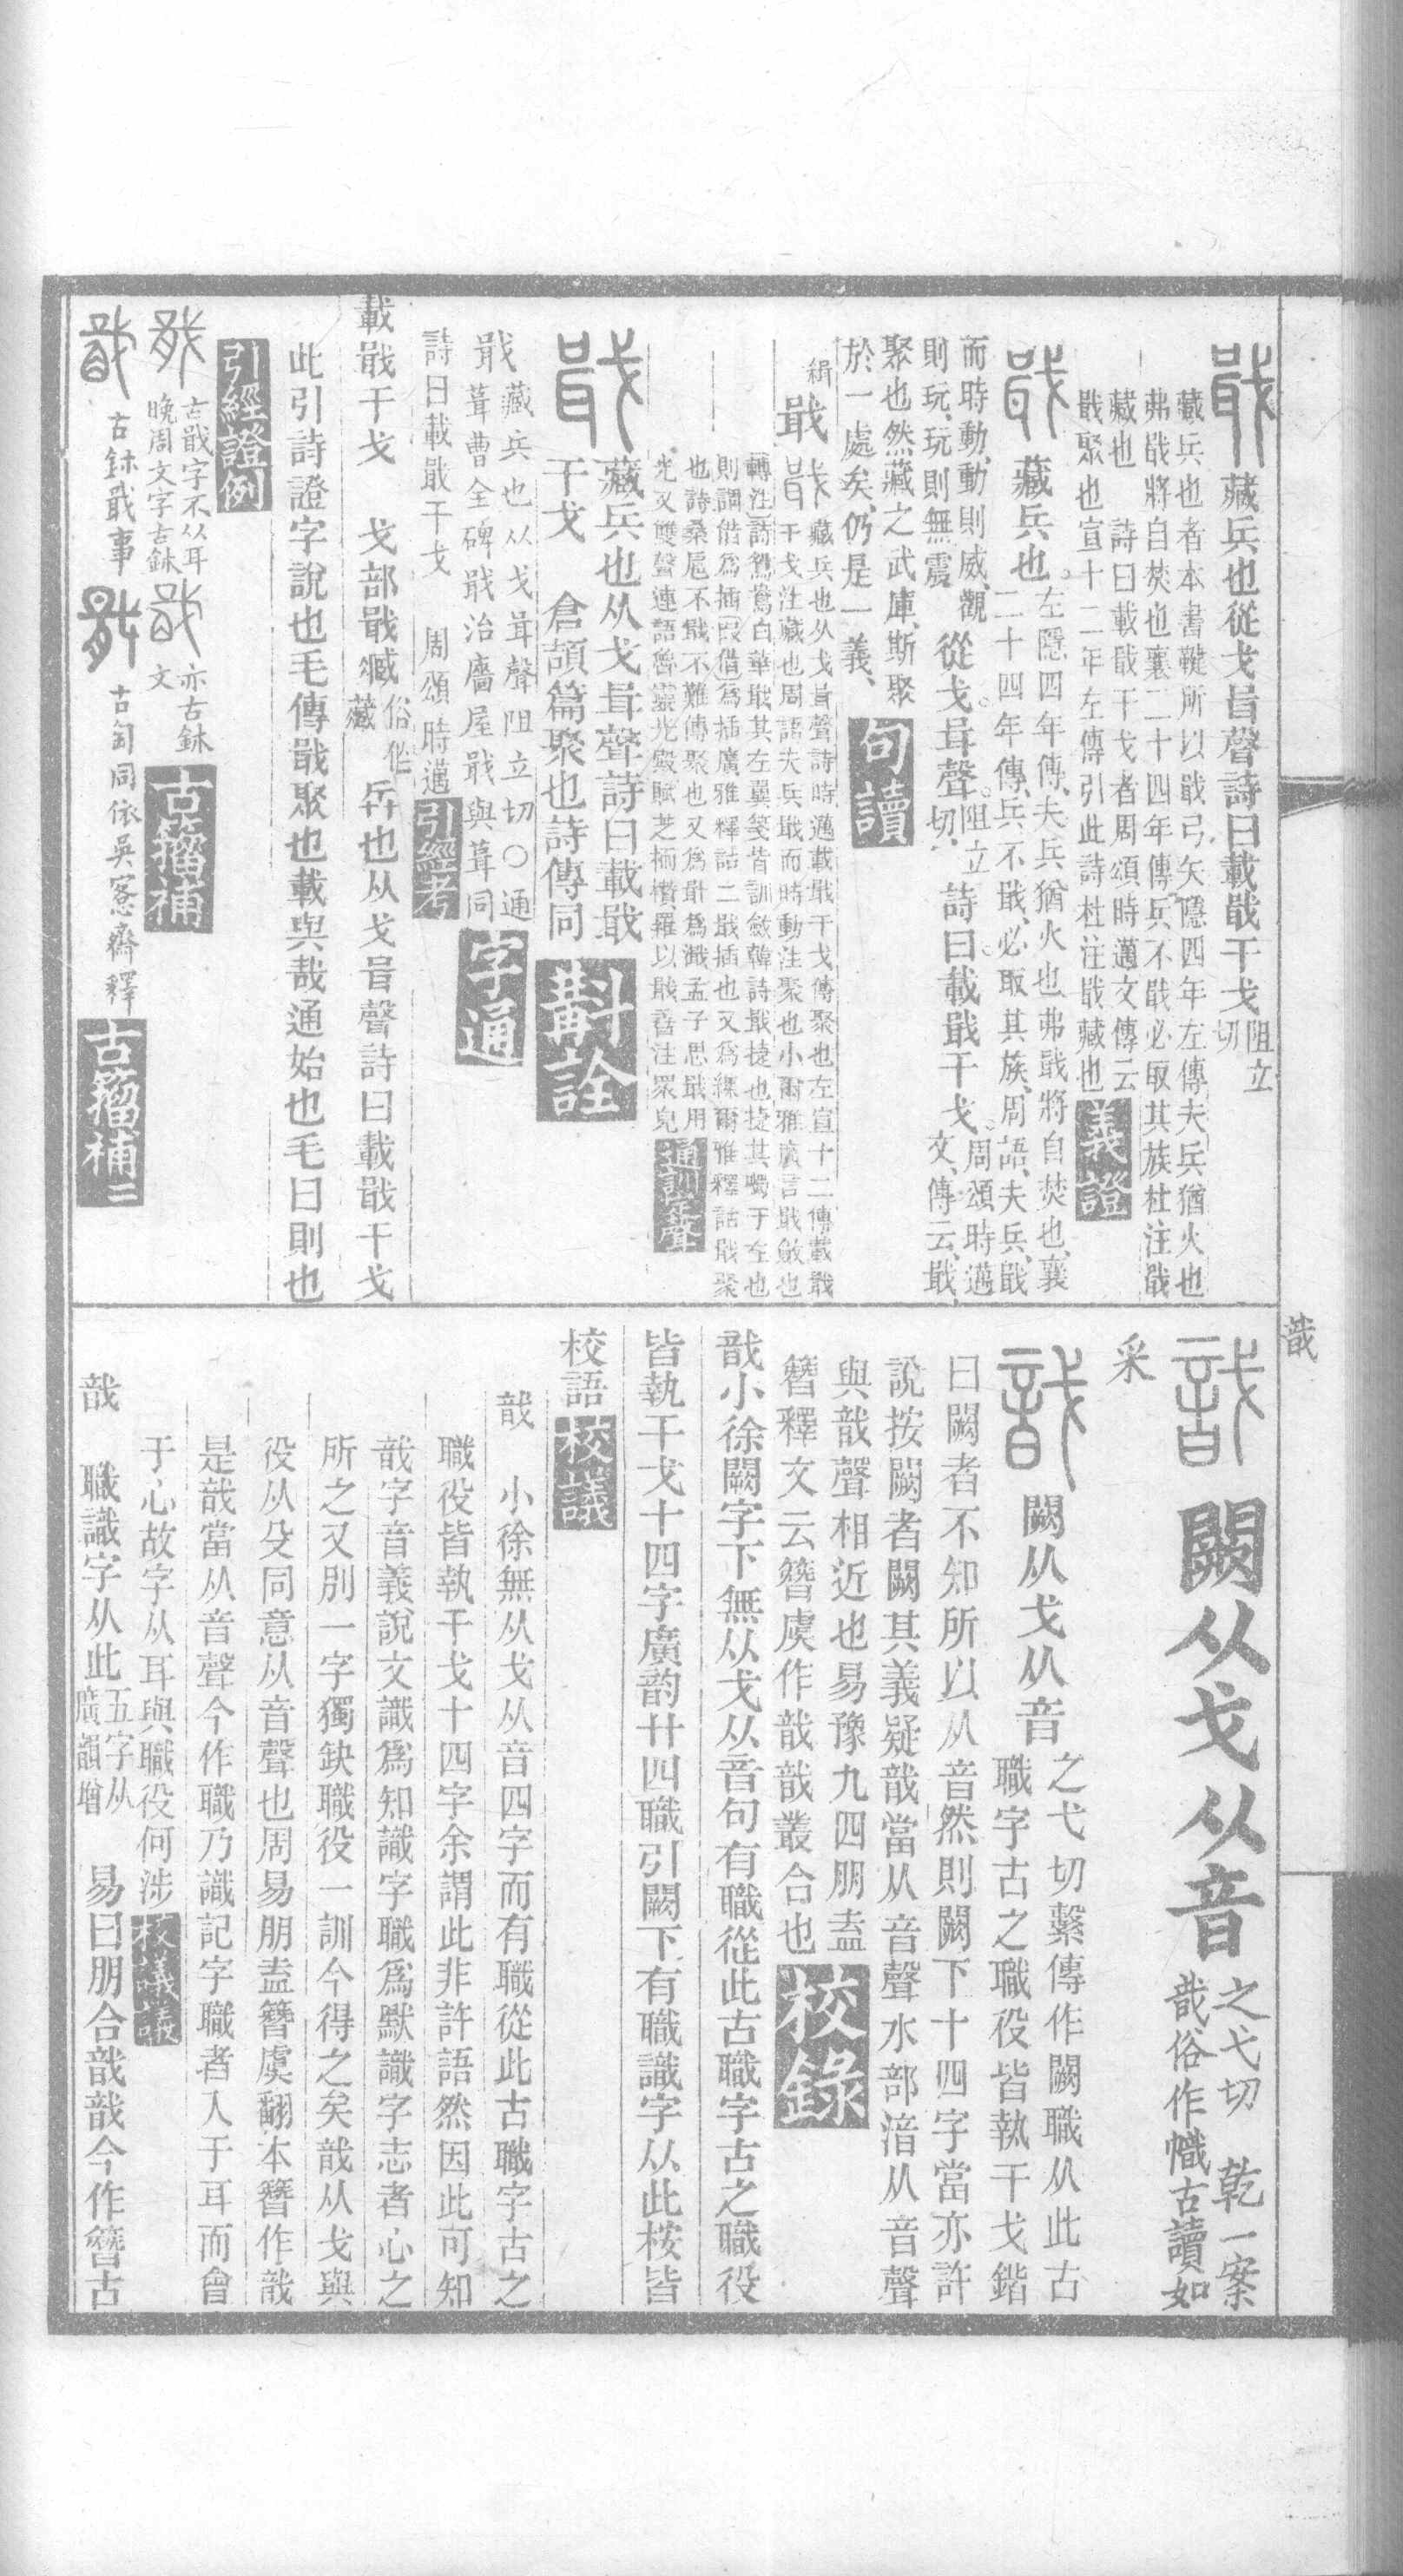 戢藏兵也從戈咠聲詩曰載戢干戈阻立切
藏兵也者本書韔所以戢弓矢隱四年左傳夫兵猶火也
弗戢將自焚也襄二十四年傳兵不戢必取其族杜注戢
藏也 詩曰載戢干戈者周頌時邁文傳云
戢聚也宣十二年左傳引此詩杜注戢藏也 義證
戢藏兵也。左隱四年傳、夫兵猶火也、弗戢將自焚也、襄
二十四年傳、兵不戢、必取其族、周語、夫兵、戢
而時動、動則威、觀
則玩、玩則無震、從戈咠聲。阻立切、詩曰載戢干戈。周頌時邁
文、傳云、戢、
聚也然藏之武庫、斯聚
於一處矣、仍是一義、 句讀
緝戢
戢藏兵也从戈咠聲詩時邁載戢干戈傳聚也左宣十二傳載戢
干戈注藏也周語夫兵戢而時動注聚也小爾雅廣言戢斂也
轉注詩鴛鴦白華戢其左翼箋皆訓斂韓詩戢捷也捷其噣于左也
則謂借爲插叚借爲插廣雅釋詁二戢插也又爲緝爾雅釋詁戢聚
也詩桑扈不戢不難傳聚也又爲濈孟子思戢用
光又雙聲連語魯靈光殿賦芝栭欑羅以戢孴注眾皃 通訓定聲
戢藏兵也从戈咠聲詩曰載戢
干戈 倉頡篇聚也詩傳同 斠詮
戢藏兵也从戈咠聲阻立切〇通
戢葺曹全碑戢治廧屋戢與葺同 字通
詩曰載戢干戈 周頌時邁 引經考
載戢干戈 戈部戢臧俗作藏兵也从戈咠聲詩曰載戢干戈
此引詩證字說也毛傳戢聚也載與哉通始也毛曰則也
引經證例
古戢字不从耳
晚周文字古鉥
亦古鉥
文 古籀補
古鉥戢事 古匋同依吳愙齋釋 古籀補二
戠
戠闕从戈从音之弋切 乾一案
戠俗作幟古讀如
采
戠闕从戈从音之弋切繫傳作闕職从此古
職字古之職役皆執干戈鍇
曰闕者不知所以从音然則闕下十四字當亦許
說按闕者闕其義疑戠當从音聲水部湆从音聲
與戠聲相近也易豫九四朋盍
簪釋文云簪虞作戠戠叢合也 校錄
戠小徐闕字下無从戈从音句有職從此古職字古之職役
皆執干戈十四字廣韵廿四職引闕下有職識字从此桉皆
校語 校議
戠 小徐無从戈从音四字而有職從此古職字古之
職役皆執干戈十四字余謂此非許語然因此可知
戠字音義說文識爲知識字職爲默識字志者心之
所之又別一字獨缺職役一訓今得之矣戠从戈與
役从殳同意从音聲也周易朋盍簪虞翻本簪作戠
是戠當从音聲今作職乃識記字職者入于耳而會
于心故字从耳與職役何涉 校議議
戠 職識字从此五字从
廣韻增 易曰朋合戠戠今作簪古